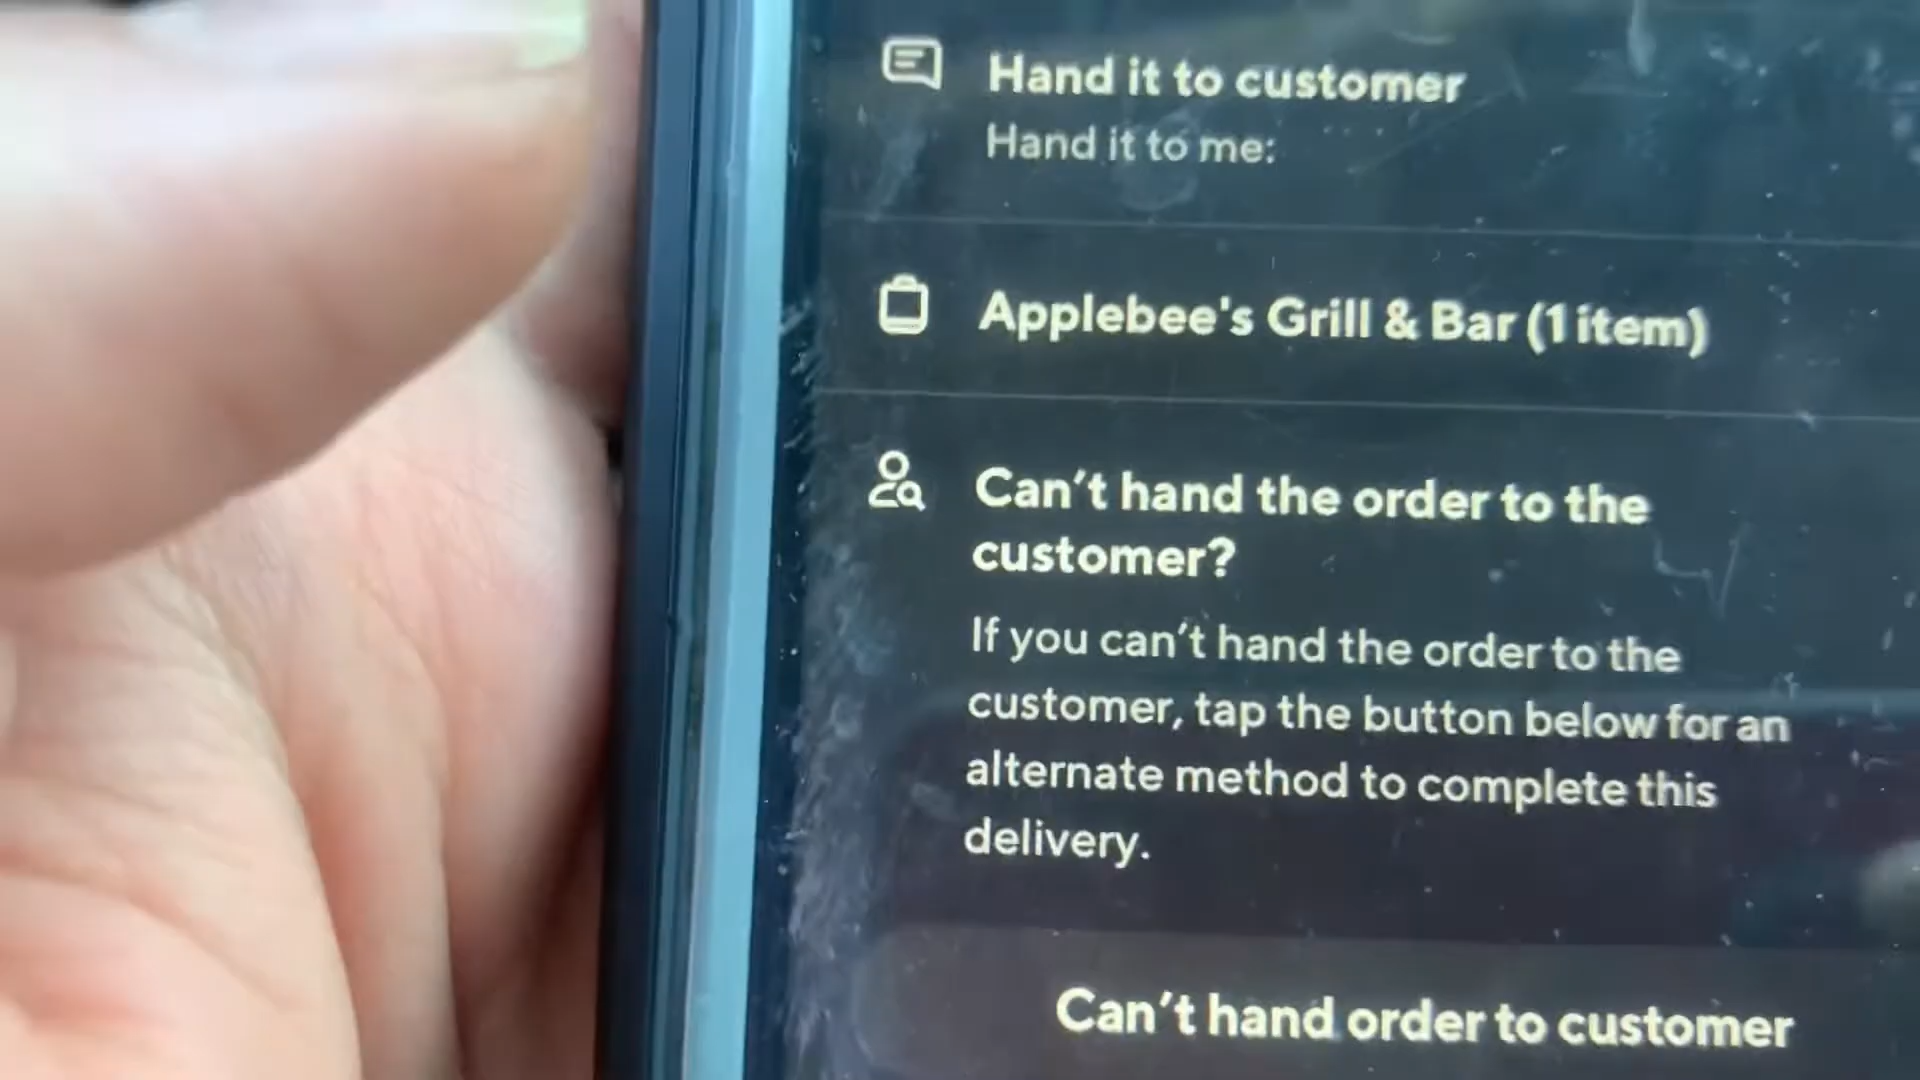 Hand it to customer
Hand it to me:
Applebee's Grill & Bar (1 item)
Can't hand the order to the
customer?
If you can't hand the order to the
customer, tap the button below for an
alternate method to complete this
delivery.
Can't hand order to customer